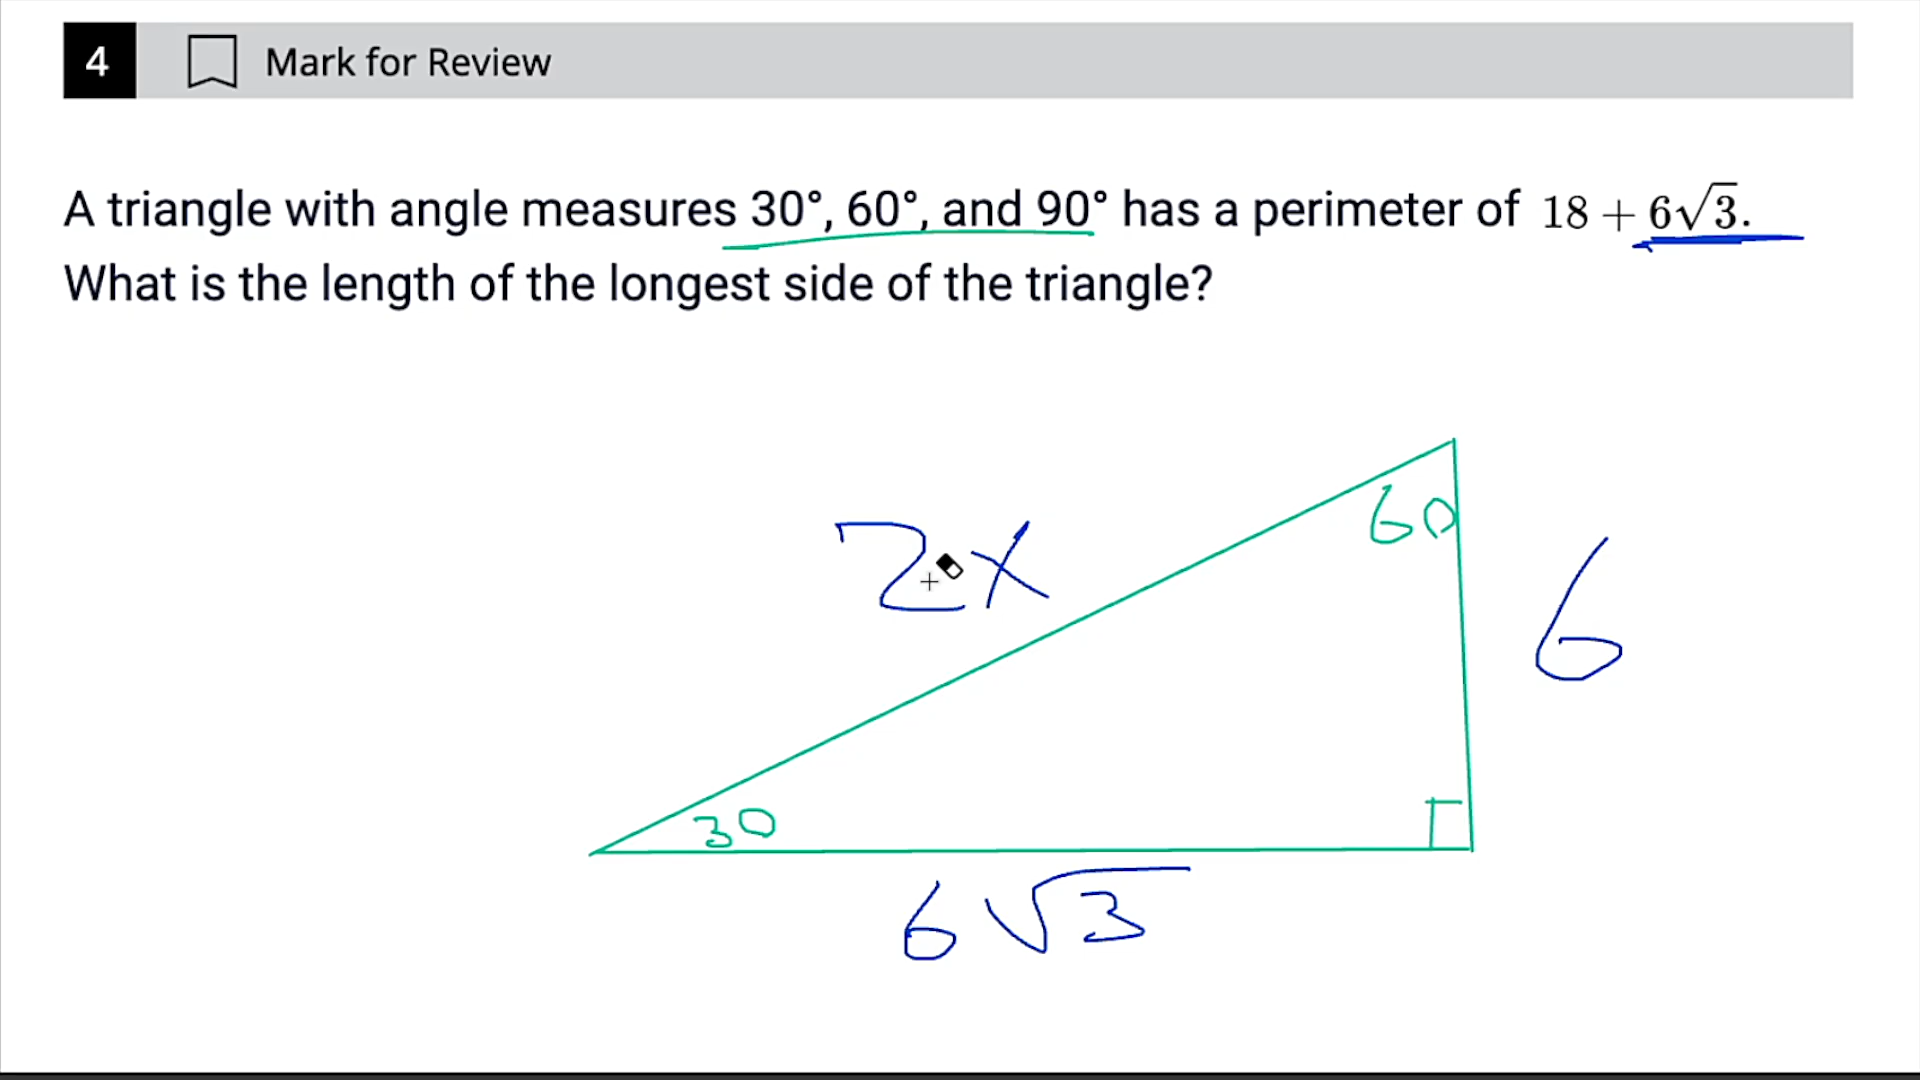 4 Mark for Review
A triangle with angle measures 30°, 60°, and 90° has a perimeter of 18 + 6√3.
What is the length of the longest side of the triangle?
60
2x
6
30
6√3